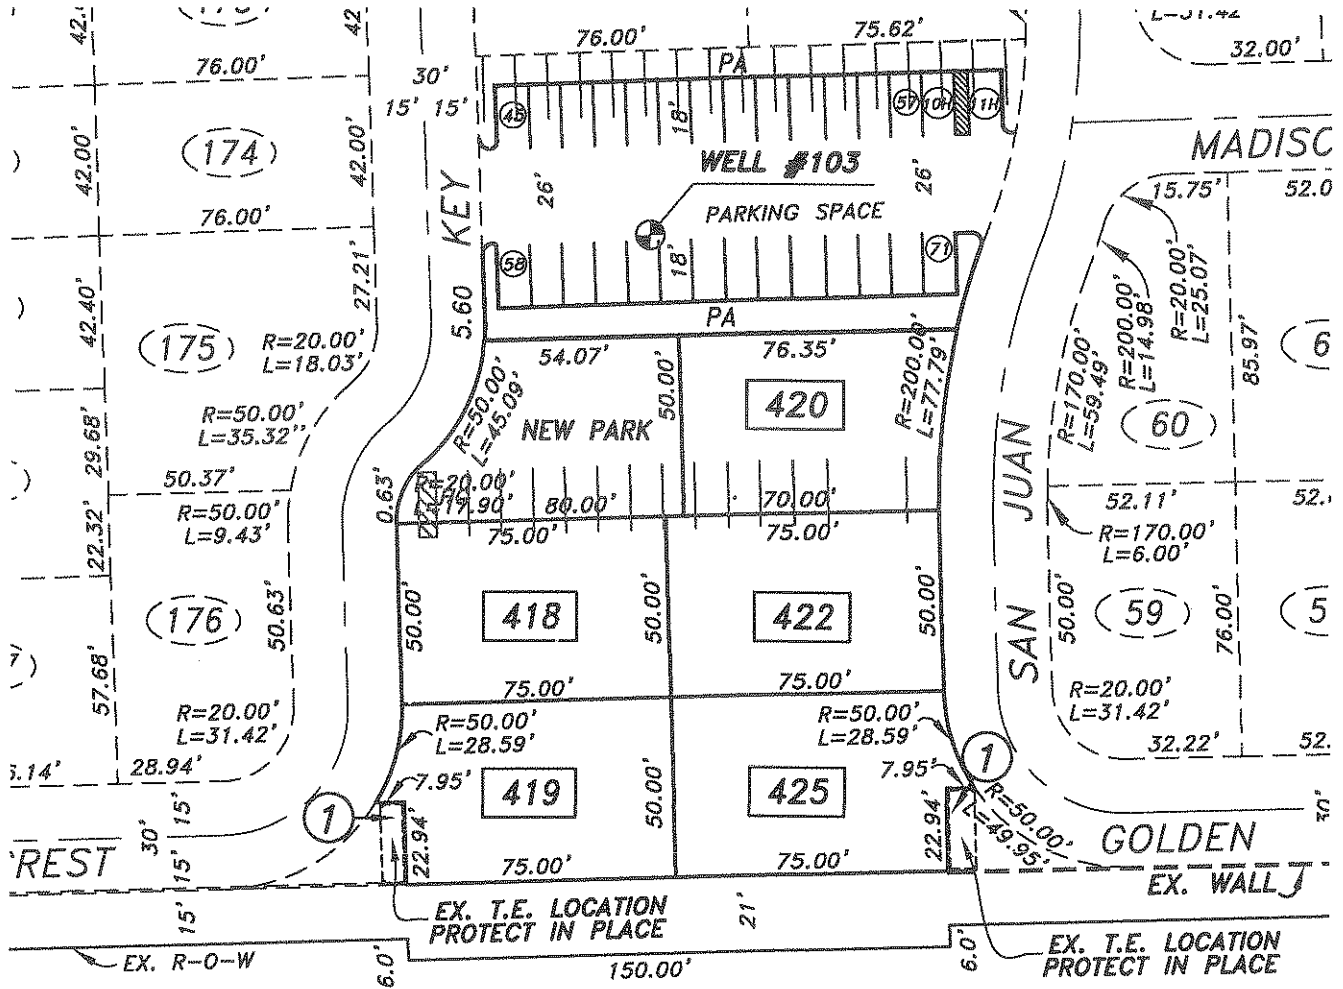 76.00'
75.62'
32.00'
76.00'
30'
15' 15'
PA
45
57
10H
11H
42.00'
174
42.00'
18'
MADISC
WELL #103
26'
26'
PARKING SPACE
15.75'
52.0
76.00'
KEY
58
18'
71
27.21'
42.40'
5.60
PA
R=20.00'
L=25.07'
R=200.00'
L=14.98'
175
R=20.00'
L=18.03'
54.07'
50.00'
76.35'
R=200.00'
L=77.79'
R=170.00'
L=59.49'
85.97'
6
R=50.00'
L=45.09'
420
R=50.00'
L=35.32"
NEW PARK
60
29.68'
50.37'
0.63'
R=20.00'
80.00'
70.00'
JUAN
52.11'
52.
22.32'
R=50.00'
L=9.43'
75.00'
75.00'
R=170.00'
L=6.00'
176
50.63'
50.00'
418
50.00'
422
50.00'
SAN
50.00'
59
76.00'
5
57.68'
75.00'
75.00'
R=20.00'
L=31.42'
R=50.00'
L=28.59'
R=50.00'
L=28.59'
R=20.00'
L=31.42'
32.22'
52.
28.94'
7.95'
419
50.00'
7.95'
425
1
15'
30'
15'
1
22.94'
22.94'
R=50.00'
L=49.95'
30'
REST
75.00'
75.00'
GOLDEN
EX. WALL
15'
EX. T.E. LOCATION
PROTECT IN PLACE
21'
EX. R-O-W
6.0'
150.00'
6.0'
EX. T.E. LOCATION
PROTECT IN PLACE